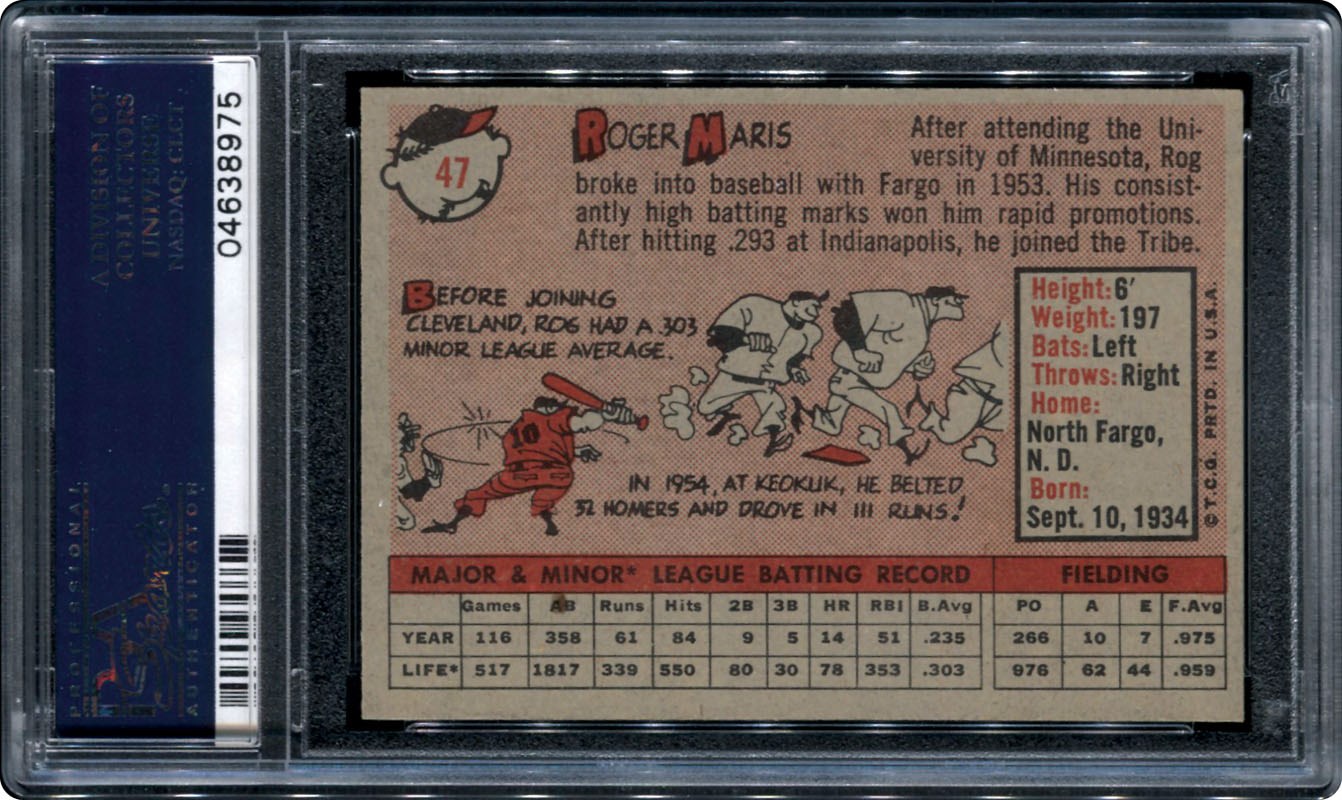 A DIVISION OF
COLLECTORS
UNIVERSE
NASDAQ: CLCT
04638975
PROFESSIONAL
PSA
AUTHENTICATOR
47
ROGER MARIS
After attending the Uni-
versity of Minnesota, Rog
broke into baseball with Fargo in 1953. His consist-
antly high batting marks won him rapid promotions.
After hitting .293 at Indianapolis, he joined the Tribe.
BEFORE JOINING
CLEVELAND, ROG HAD A .303
MINOR LEAGUE AVERAGE.
10
IN 1954, AT KEOKUK, HE BELTED
32 HOMERS AND DROVE IN 111 RUNS!
Height: 6'
Weight: 197
Bats: Left
Throws: Right
Home:
North Fargo,
N. D.
Born:
Sept. 10, 1934
© T.C.G. PRTD. IN U.S.A.
MAJOR & MINOR* LEAGUE BATTING RECORD FIELDING
Games AB Runs Hits 2B 3B HR RBI B.Avg PO A E F.Avg
YEAR 116 358 61 84 9 5 14 51 .235 266 10 7 .975
LIFE* 517 1817 339 550 80 30 78 353 .303 976 62 44 .959